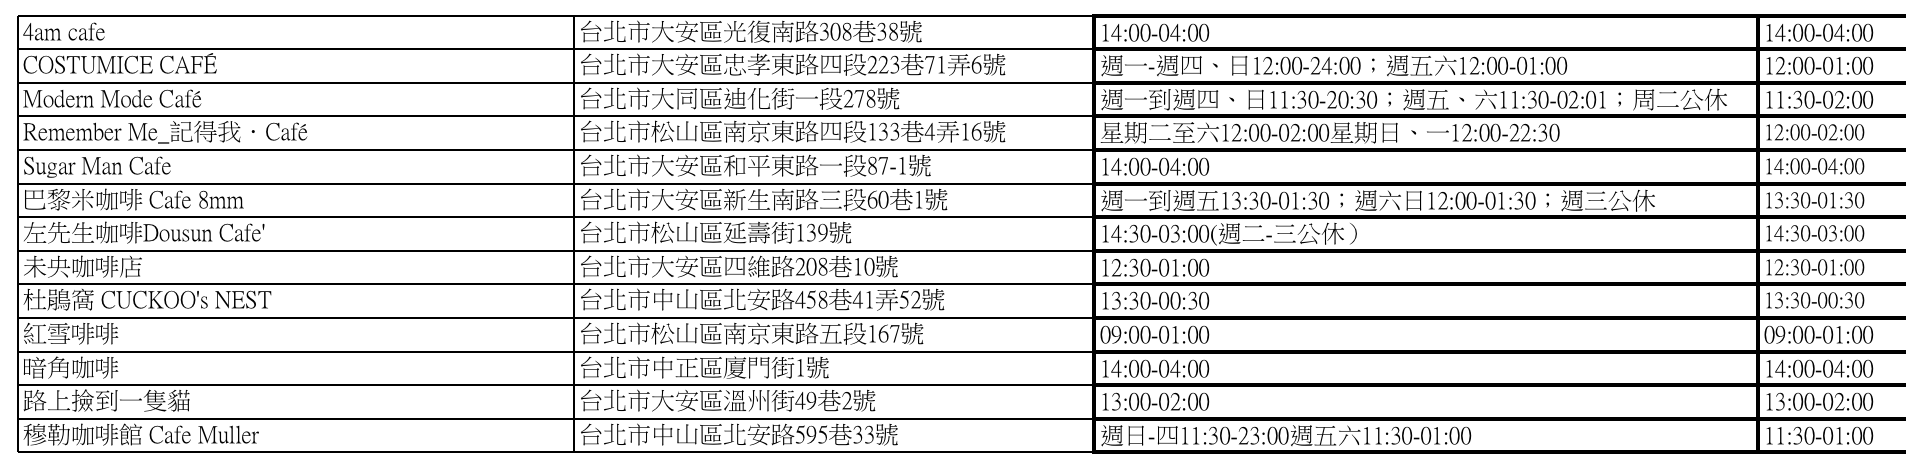 4am cafe 台北市大安區光復南路308巷38號 14:00-04:00 14:00-04:00
COSTUMICE CAFÉ 台北市大安區忠孝東路四段223巷71弄6號 週一-週四、日12:00-24:00；週五六12:00-01:00 12:00-01:00
Modern Mode Café 台北市大同區迪化街一段278號 週一到週四、日11:30-20:30；週五、六11:30-02:01；周二公休 11:30-02:00
Remember Me_記得我．Café 台北市松山區南京東路四段133巷4弄16號 星期二至六12:00-02:00星期日、一12:00-22:30 12:00-02:00
Sugar Man Cafe 台北市大安區和平東路一段87-1號 14:00-04:00 14:00-04:00
巴黎米咖啡 Cafe 8mm 台北市大安區新生南路三段60巷1號 週一到週五13:30-01:30；週六日12:00-01:30；週三公休 13:30-01:30
左先生咖啡Dousun Cafe' 台北市松山區延壽街139號 14:30-03:00(週二-三公休） 14:30-03:00
未央咖啡店 台北市大安區四維路208巷10號 12:30-01:00 12:30-01:00
杜鵑窩 CUCKOO's NEST 台北市中山區北安路458巷41弄52號 13:30-00:30 13:30-00:30
紅雪啡啡 台北市松山區南京東路五段167號 09:00-01:00 09:00-01:00
暗角咖啡 台北市中正區廈門街1號 14:00-04:00 14:00-04:00
路上撿到一隻貓 台北市大安區溫州街49巷2號 13:00-02:00 13:00-02:00
穆勒咖啡館 Cafe Muller 台北市中山區北安路595巷33號 週日-四11:30-23:00週五六11:30-01:00 11:30-01:00